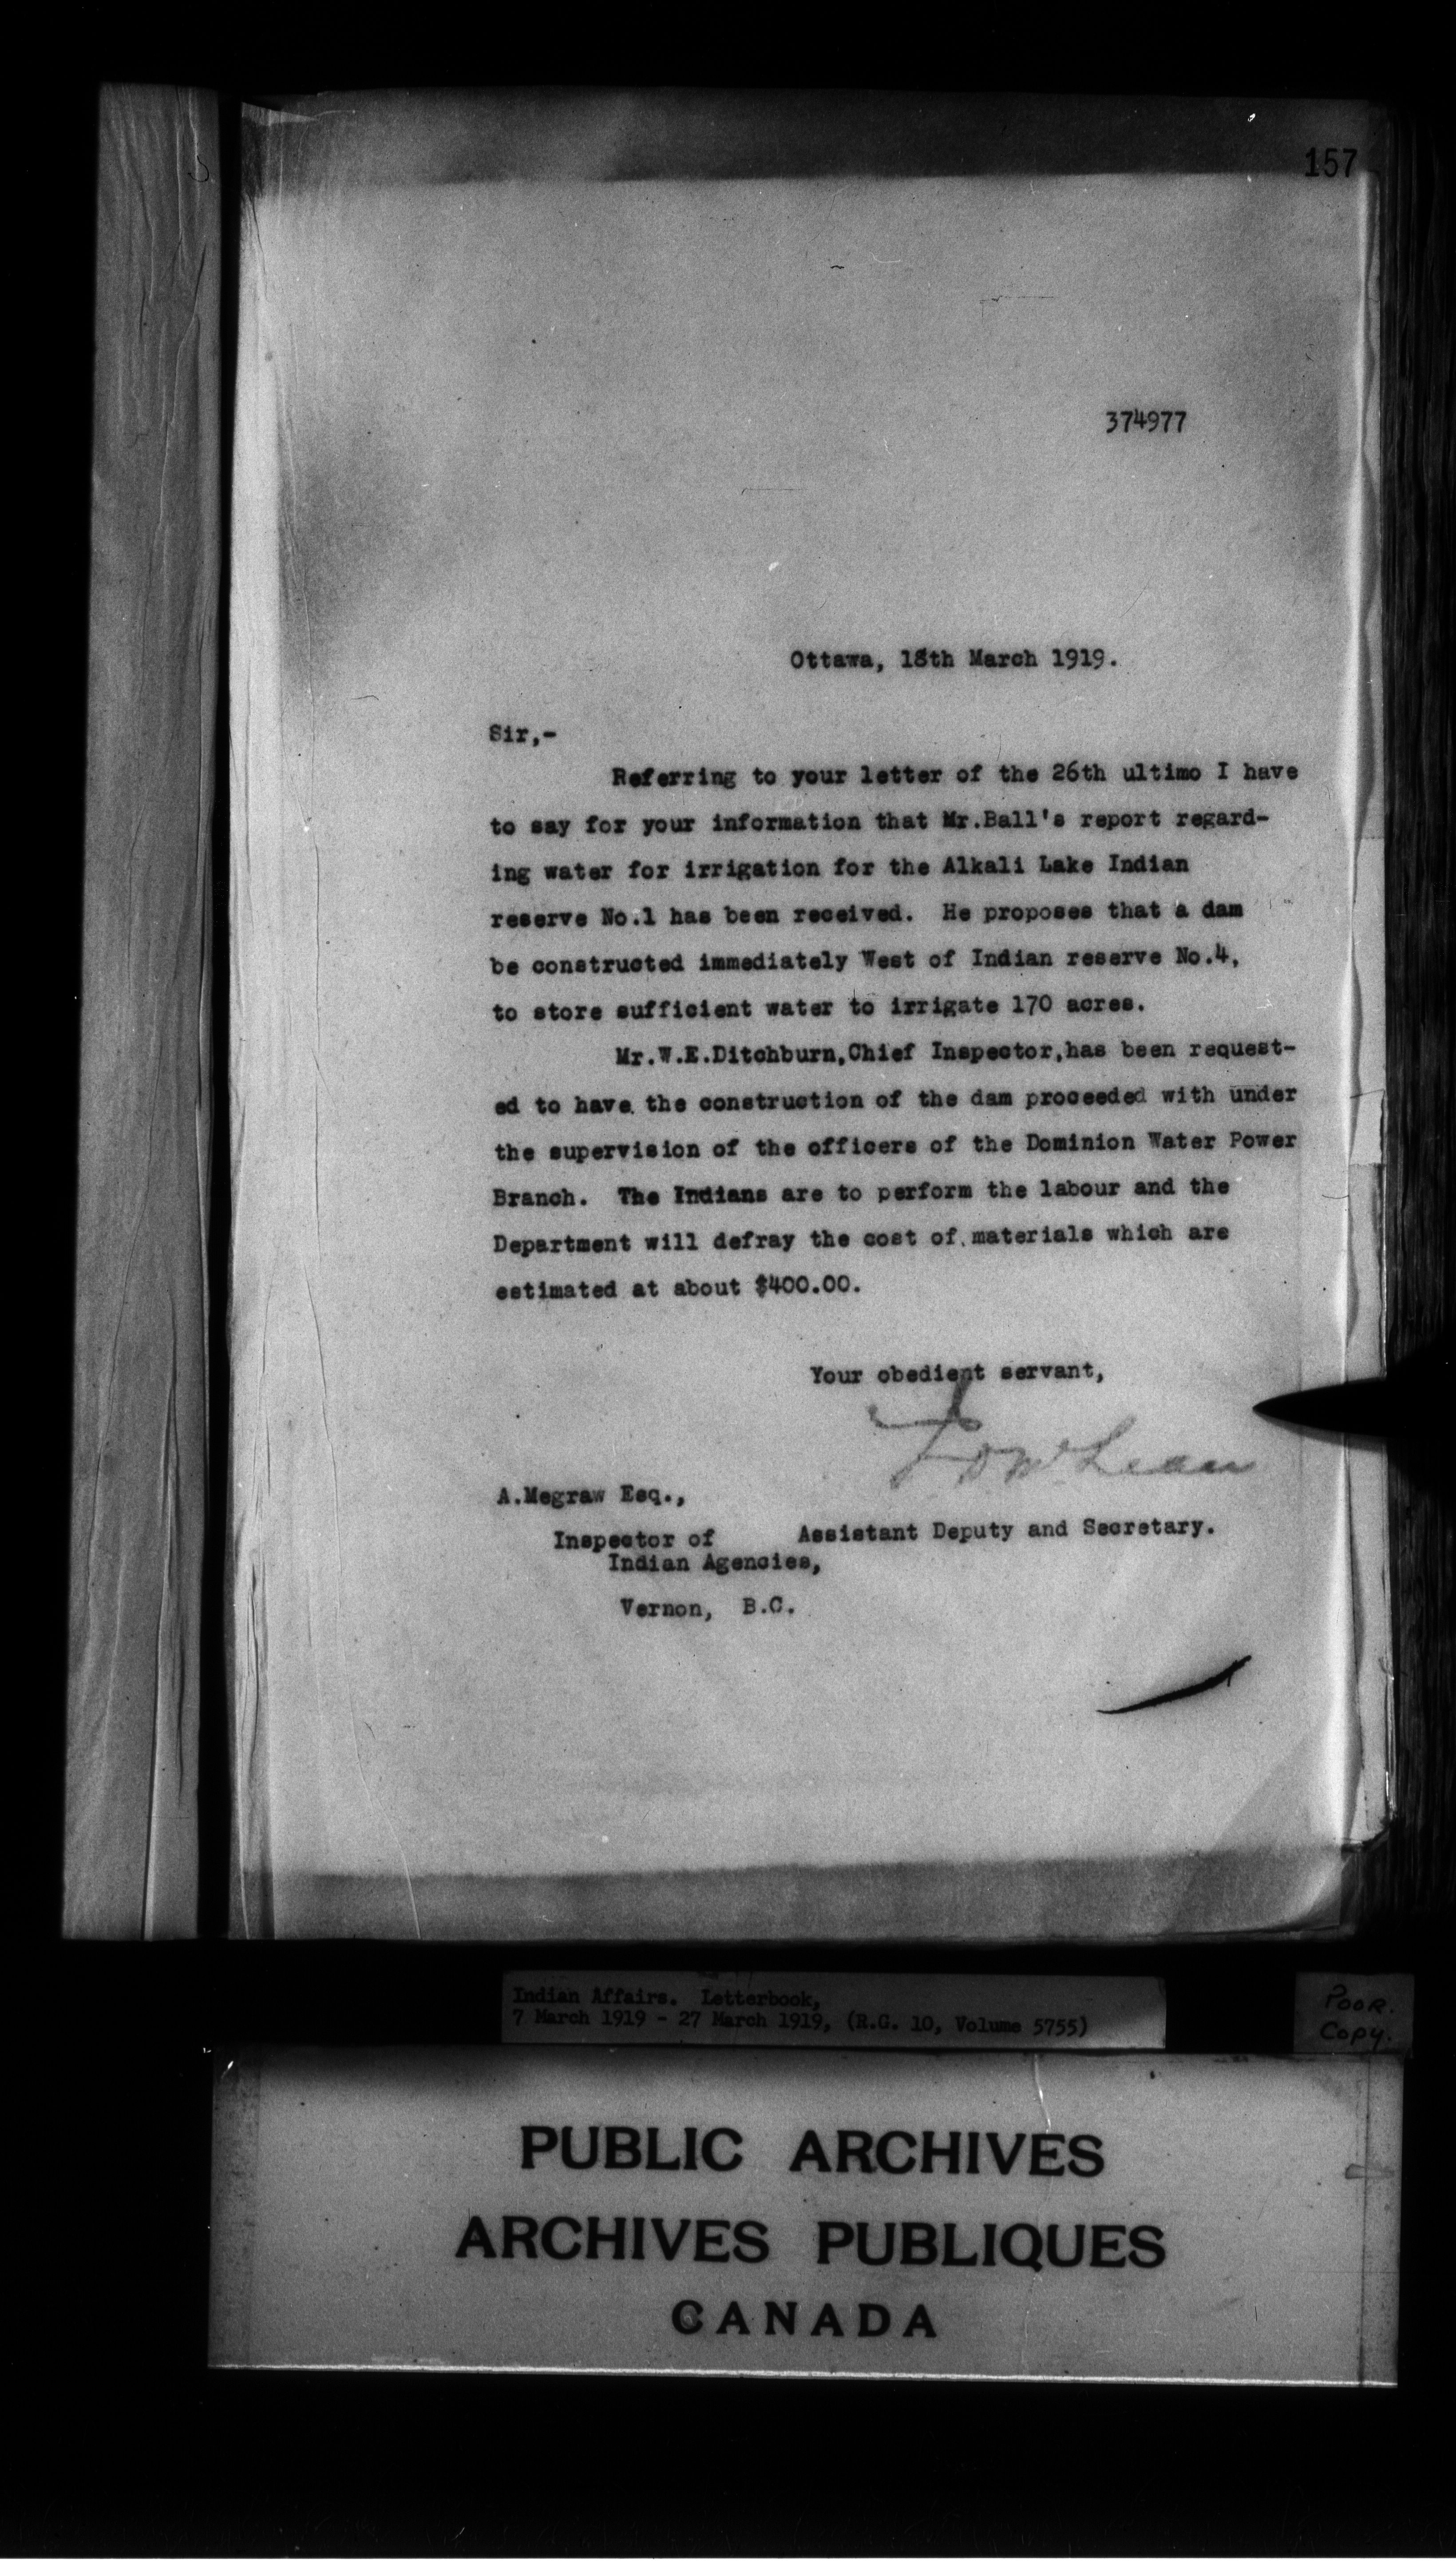 157
374977
Ottawa, 18th March 1919.
Sir,-
Referring to your letter of the 26th ultimo I have
to say for your information that Mr.Ball's report regard-
ing water for irrigation for the Alkali Lake Indian
reserve No.1 has been received. He proposes that a dam
be constructed immediately West of Indian reserve No.4,
to store sufficient water to irrigate 170 acres.
Mr.W.E.Ditchburn,Chief Inspector,has been request-
ed to have the construction of the dam proceeded with under
the supervision of the officers of the Dominion Water Power
Branch. The Indians are to perform the labour and the
Department will defray the cost of materials which are
estimated at about $400.00.
Your obedient servant,
J D McLean
A.Megraw Esq.,
Assistant Deputy and Secretary.
Inspector of
Indian Agencies,
Vernon, B.C.
Indian Affairs. Letterbook,
7 March 1919 - 27 March 1919, (R.G. 10, Volume 5755)
POOR.
COPY.
PUBLIC ARCHIVES
ARCHIVES PUBLIQUES
CANADA